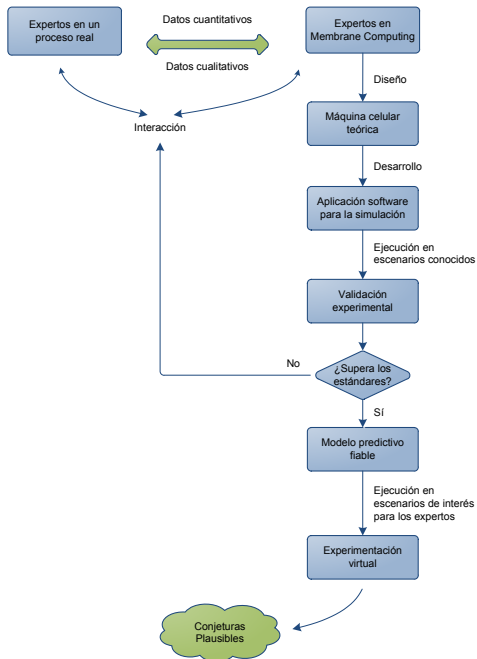 Expertos en un
proceso real
Datos cuantitativos
Datos cualitativos
Expertos en
Membrane Computing
Diseño
Interacción
Máquina celular
teórica
Desarrollo
Aplicación software
para la simulación
Ejecución en
escenarios conocidos
Validación
experimental
¿Supera los
estándares?
No
Sí
Modelo predictivo
fiable
Ejecución en
escenarios de interés
para los expertos
Experimentación
virtual
Conjeturas
Plausibles